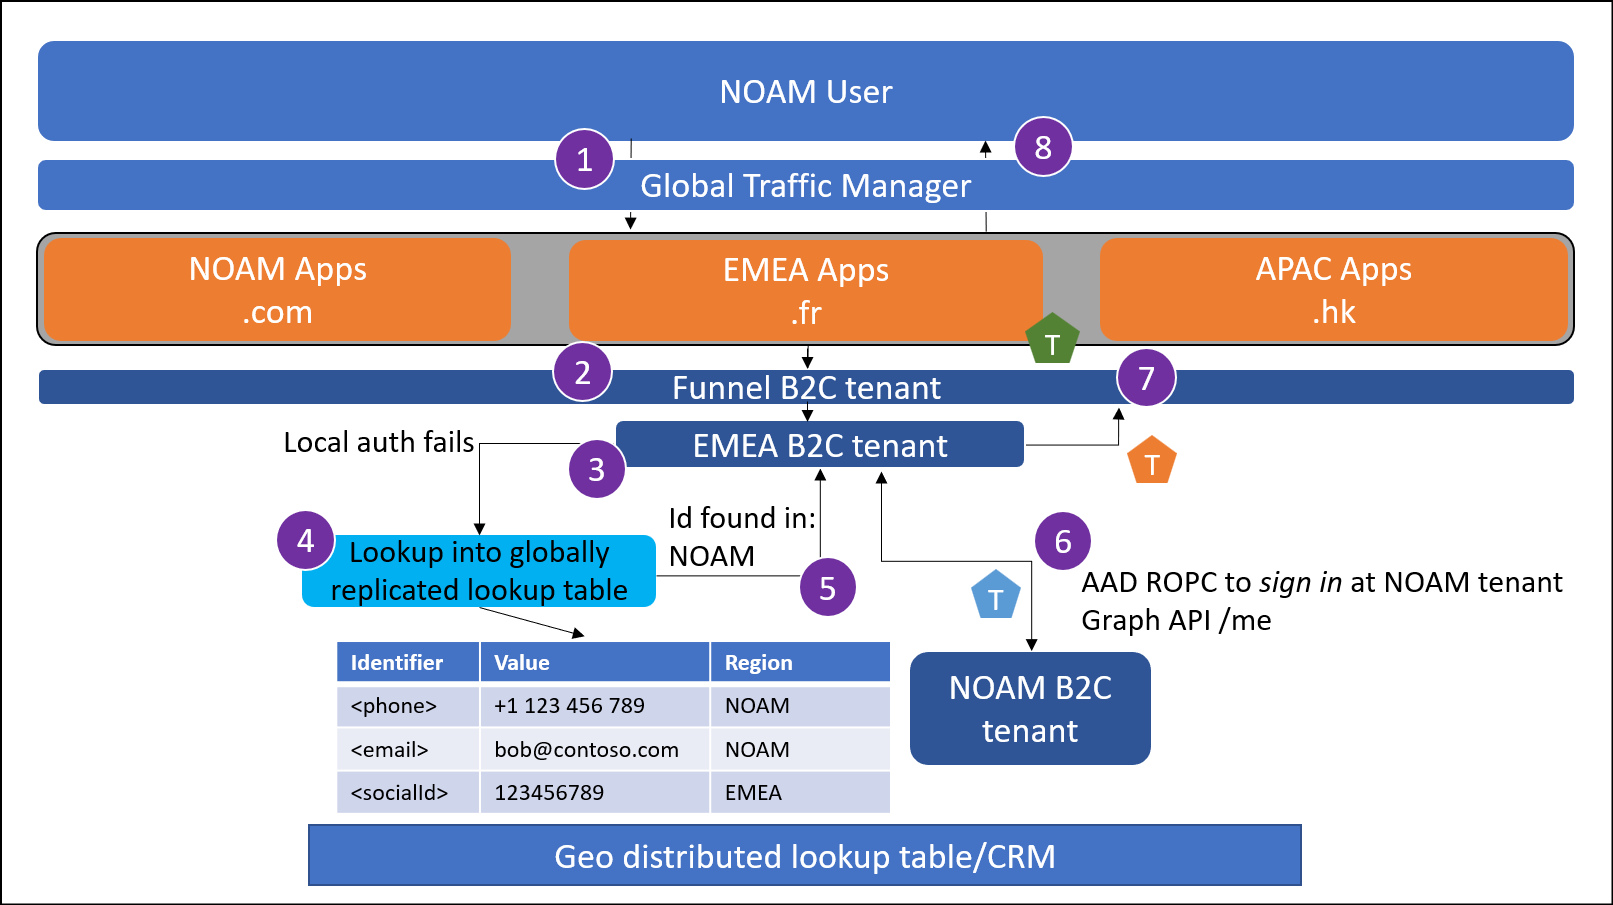 NOAM User
1
8
Global Traffic Manager
NOAM Apps
.com
EMEA Apps
.fr
APAC Apps
.hk
T
2
7
Funnel B2C tenant
Local auth fails
EMEA B2C tenant
3
T
4
Lookup into globally
replicated lookup table
Id found in:
NOAM
5
6
T
AAD ROPC to sign in at NOAM tenant
Graph API /me
NOAM B2C
tenant
Identifier Value Region
<phone> +1 123 456 789 NOAM
<email> bob@contoso.com NOAM
<socialId> 123456789 EMEA
Geo distributed lookup table/CRM